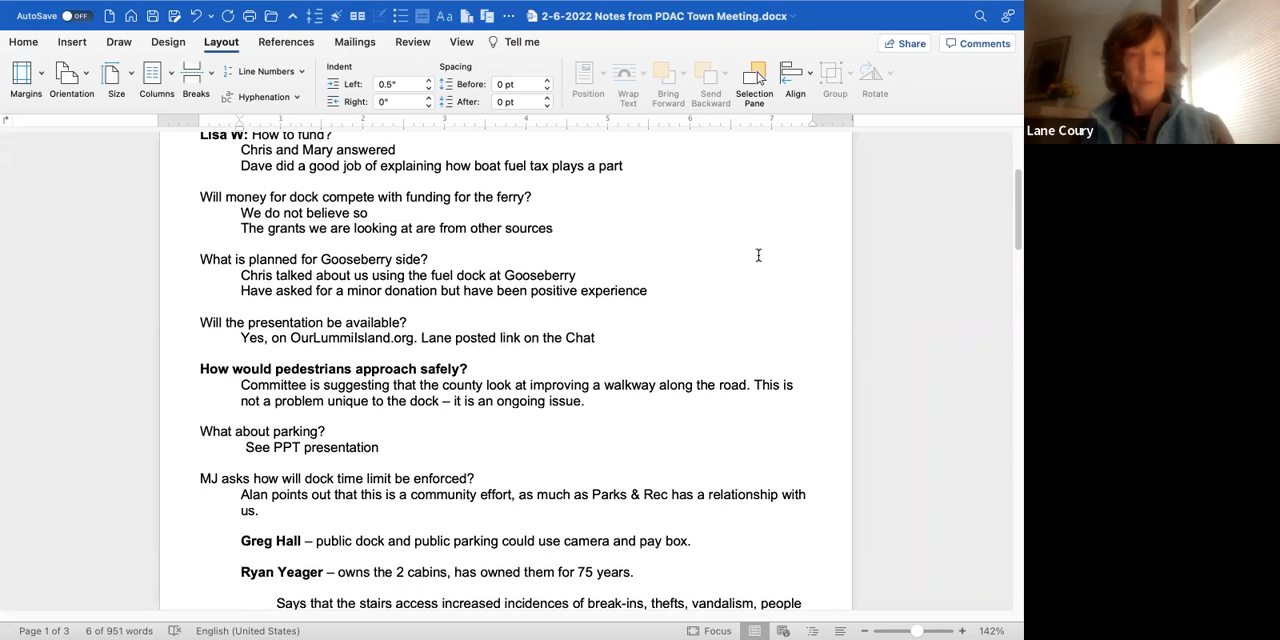 AutoSave OFF 2-6-2022 Notes from PDAC Town Meeting.docx
Home Insert Draw Design Layout References Mailings Review View Tell me Share Comments
Margins Orientation Size Columns Breaks Line Numbers Hyphenation
Indent Spacing
Left: 0.5" Before: 0 pt
Right: 0" After: 0 pt
Position Wrap Text Bring Forward Send Backward Selection Pane Align Group Rotate
1 2 3 4 5 6 7
Lisa W: How to fund?
Chris and Mary answered
Dave did a good job of explaining how boat fuel tax plays a part
Will money for dock compete with funding for the ferry?
We do not believe so
The grants we are looking at are from other sources
What is planned for Gooseberry side?
Chris talked about us using the fuel dock at Gooseberry
Have asked for a minor donation but have been positive experience
Will the presentation be available?
Yes, on OurLummiIsland.org. Lane posted link on the Chat
How would pedestrians approach safely?
Committee is suggesting that the county look at improving a walkway along the road. This is
not a problem unique to the dock – it is an ongoing issue.
What about parking?
See PPT presentation
MJ asks how will dock time limit be enforced?
Alan points out that this is a community effort, as much as Parks & Rec has a relationship with
us.
Greg Hall – public dock and public parking could use camera and pay box.
Ryan Yeager – owns the 2 cabins, has owned them for 75 years.
Says that the stairs access increased incidences of break-ins, thefts, vandalism, people
Page 1 of 3 6 of 951 words English (United States) Focus 142%
Lane Coury